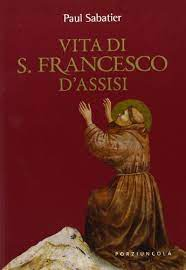 Paul Sabatier
VITA DI
S. FRANCESCO
D'ASSISI
PORZIUNCOLA